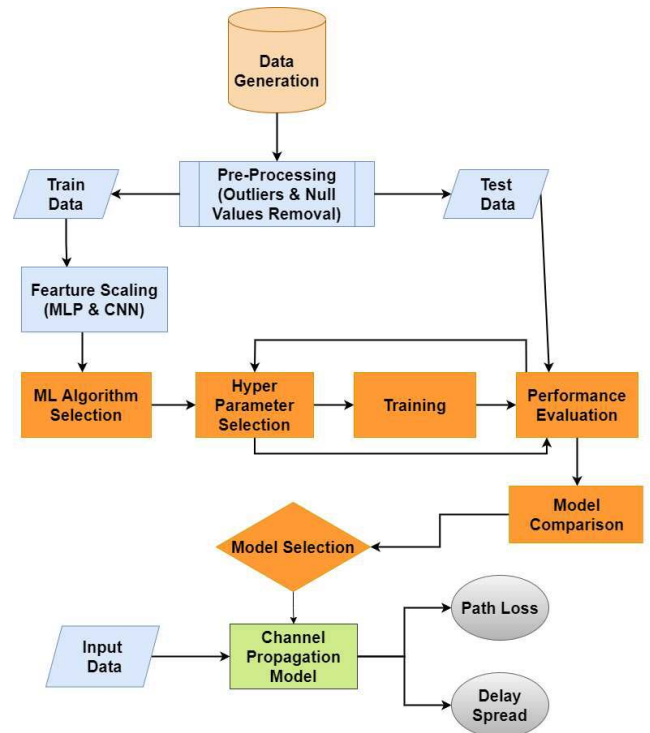 Data
Generation
Train
Data
Pre-Processing
(Outliers & Null
Values Removal)
Test
Data
Fearture Scaling
(MLP & CNN)
ML Algorithm
Selection
Hyper
Parameter
Selection
Training
Performance
Evaluation
Model
Comparison
Model Selection
Input
Data
Channel
Propagation
Model
Path Loss
Delay
Spread